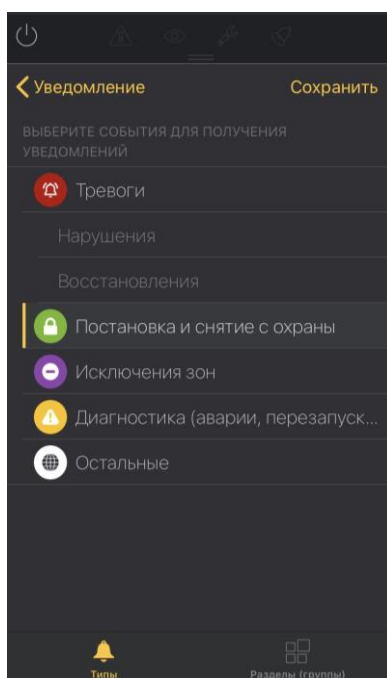 Уведомление
Сохранить
ВЫБЕРИТЕ СОБЫТИЯ ДЛЯ ПОЛУЧЕНИЯ
УВЕДОМЛЕНИЙ
Тревоги
Нарушения
Восстановления
Постановка и снятие с охраны
Исключения зон
Диагностика (аварии, перезапуск...
Остальные
Типы
Разделы (группы)